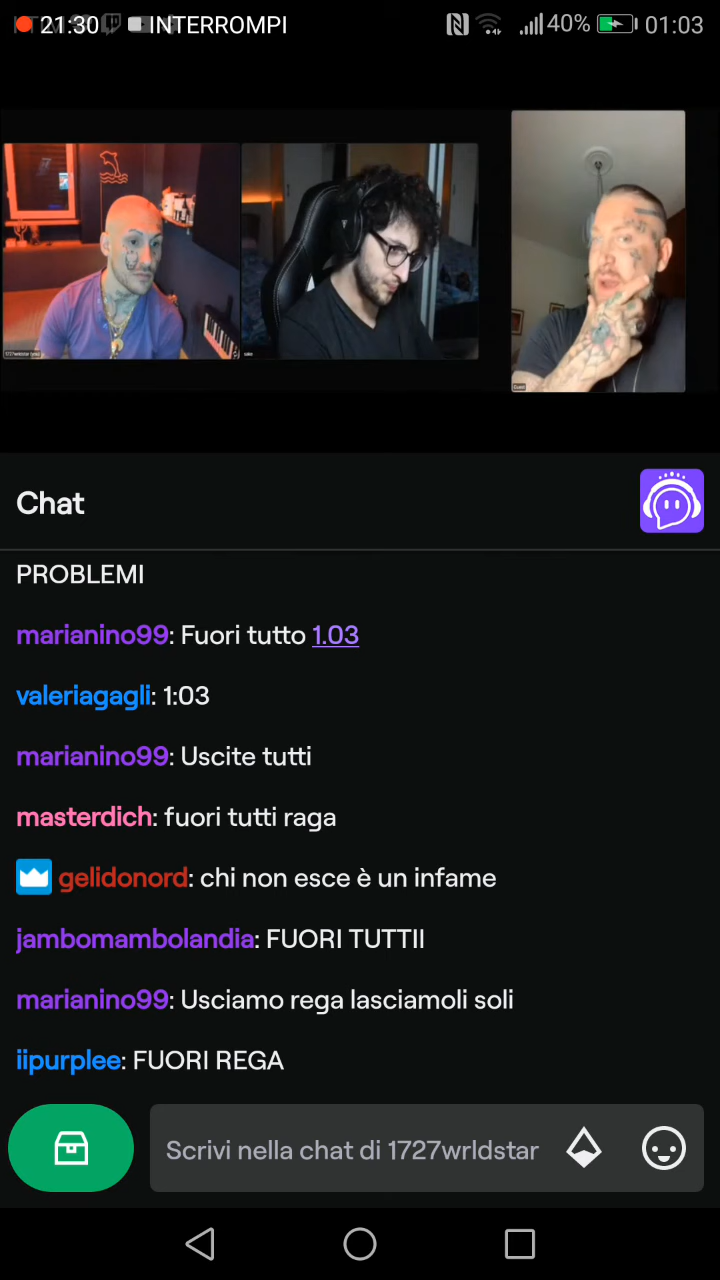 21:30 INTERROMPI 40% 01:03
1727wrldstar
Guest
Chat
PROBLEMI
marianino99: Fuori tutto 1.03
valeriagagli: 1:03
marianino99: Uscite tutti
masterdich: fuori tutti raga
gelidonord: chi non esce è un infame
jambomambolandia: FUORI TUTTII
marianino99: Usciamo rega lasciamoli soli
iipurplee: FUORI REGA
Scrivi nella chat di 1727wrldstar